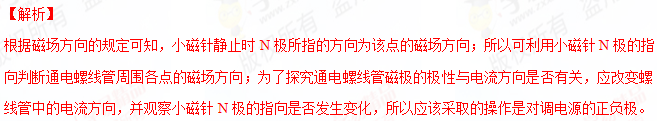 【解析】
根据磁场方向的规定可知，小磁针静止时 N 极所指的方向为该点的磁场方向；所以可利用小磁针 N 极的指
向判断通电螺线管周围各点的磁场方向；为了探究通电螺线管磁极的极性与电流方向是否有关，应改变螺
线管中的电流方向，并观察小磁针 N 极的指向是否发生变化，所以应该采取的操作是对调电源的正负极。